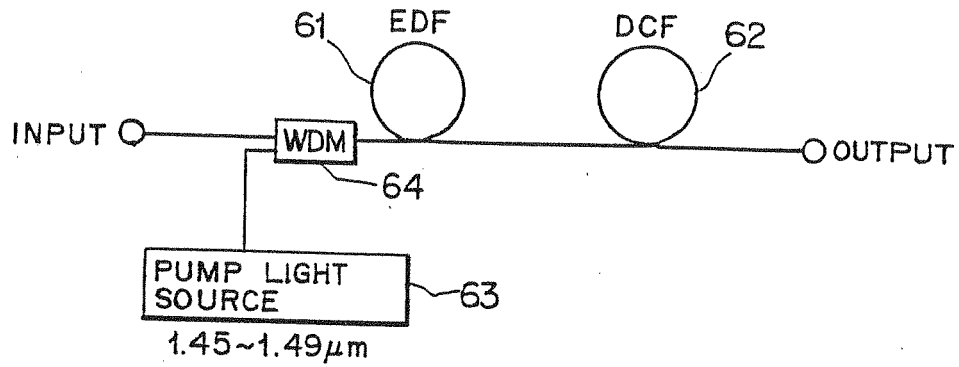 61
EDF
DCF
62
INPUT
WDM
OUTPUT
64
PUMP LIGHT
SOURCE
63
1.45~1.49μm